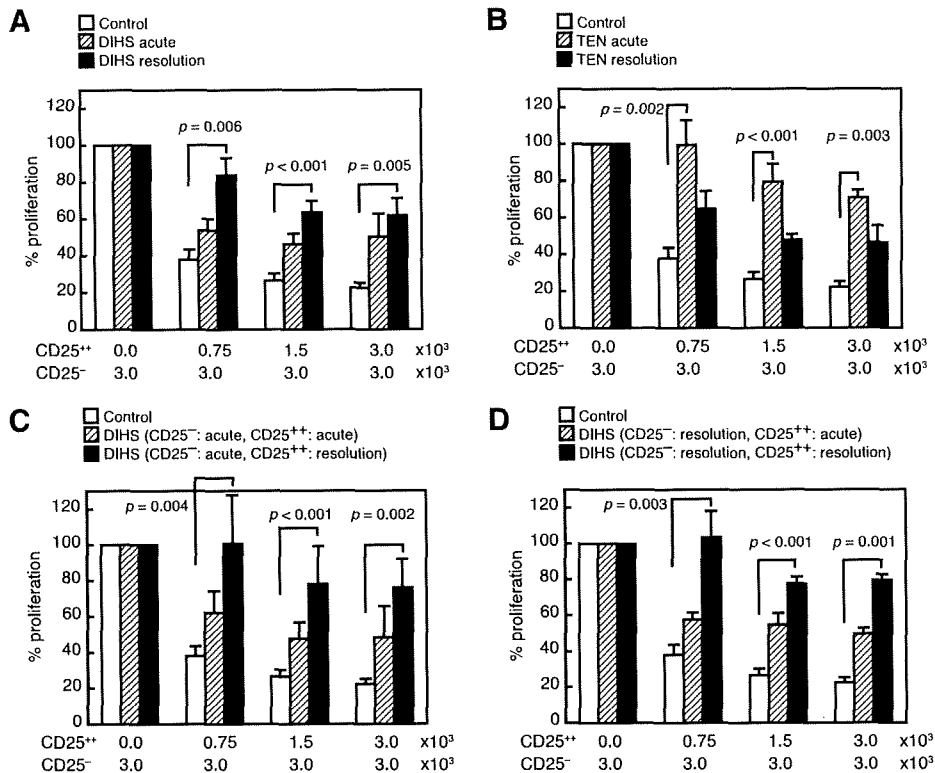 A
Control
DIHS acute
DIHS resolution
% proliferation
120
100
80
60
40
20
0
p = 0.006
p < 0.001
p = 0.005
CD25++ 0.0 0.75 1.5 3.0 x10³
CD25− 3.0 3.0 3.0 3.0 x10³
B
Control
TEN acute
TEN resolution
% proliferation
120
100
80
60
40
20
0
p = 0.002
p < 0.001
p = 0.003
CD25++ 0.0 0.75 1.5 3.0 x10³
CD25− 3.0 3.0 3.0 3.0 x10³
C
Control
DIHS (CD25−: acute, CD25++: acute)
DIHS (CD25−: acute, CD25++: resolution)
% proliferation
120
100
80
60
40
20
0
p = 0.004
p < 0.001
p = 0.002
CD25++ 0.0 0.75 1.5 3.0 x10³
CD25− 3.0 3.0 3.0 3.0 x10³
D
Control
DIHS (CD25−: resolution, CD25++: acute)
DIHS (CD25−: resolution, CD25++: resolution)
% proliferation
120
100
80
60
40
20
0
p = 0.003
p < 0.001
p = 0.001
CD25++ 0.0 0.75 1.5 3.0 x10³
CD25− 3.0 3.0 3.0 3.0 x10³